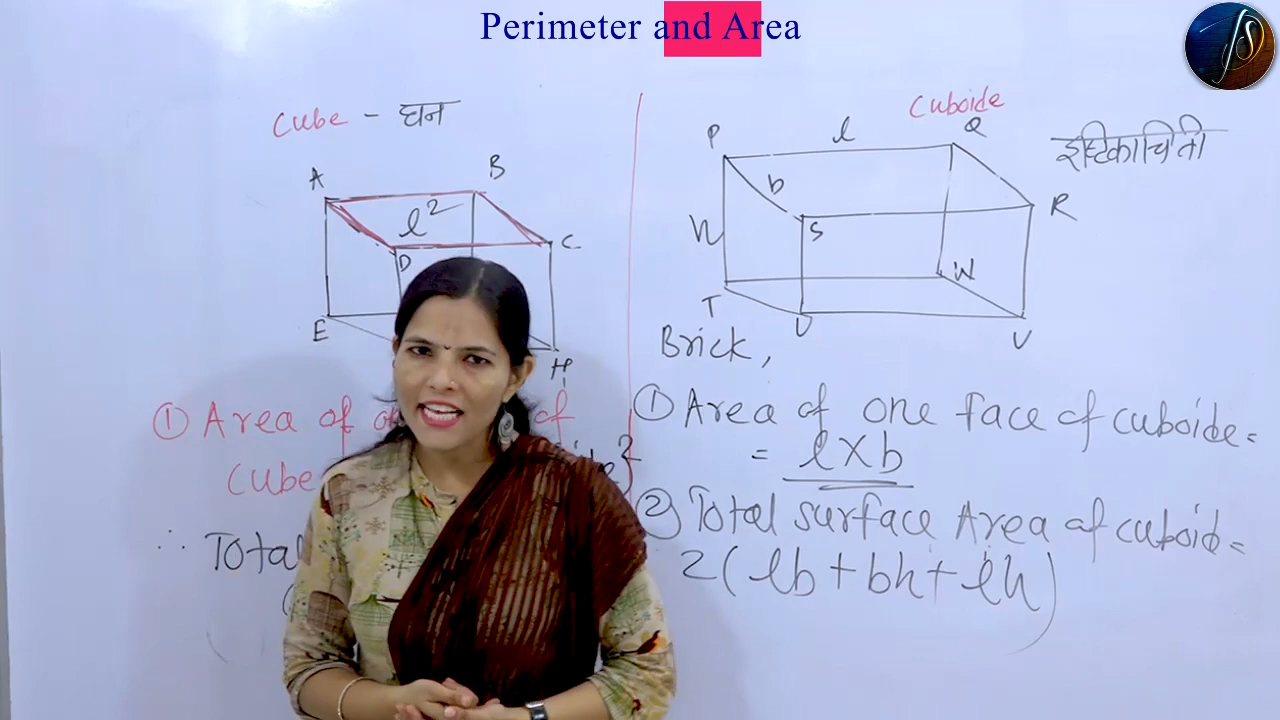 Perimeter and Area
Cube - घन
A
B
l²
D
C
E
H
① Area of of
Cube
∴ Total
Cuboide
इष्टिकाचिती
P
l
Q
b
h
S
R
T
U
W
V
Brick,
① Area of one face of cuboide =
= l×b
② Total surface Area of cuboid =
2(lb+bh+lh)